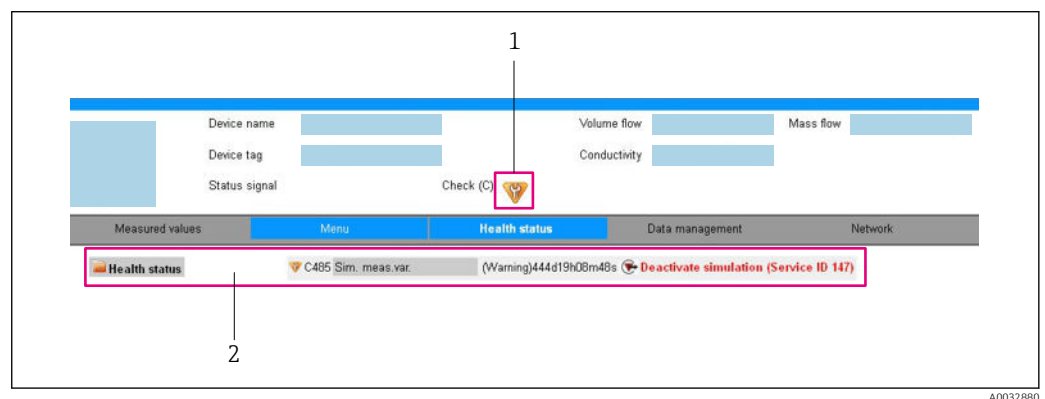 1
Device name Volume flow Mass flow
Device tag Conductivity
Status signal Check (C)
Measured values Menu Health status Data management Network
Health status C485 Sim. meas.var. (Warning)444d19h08m48s Deactivate simulation (Service ID 147)
2
A0032880